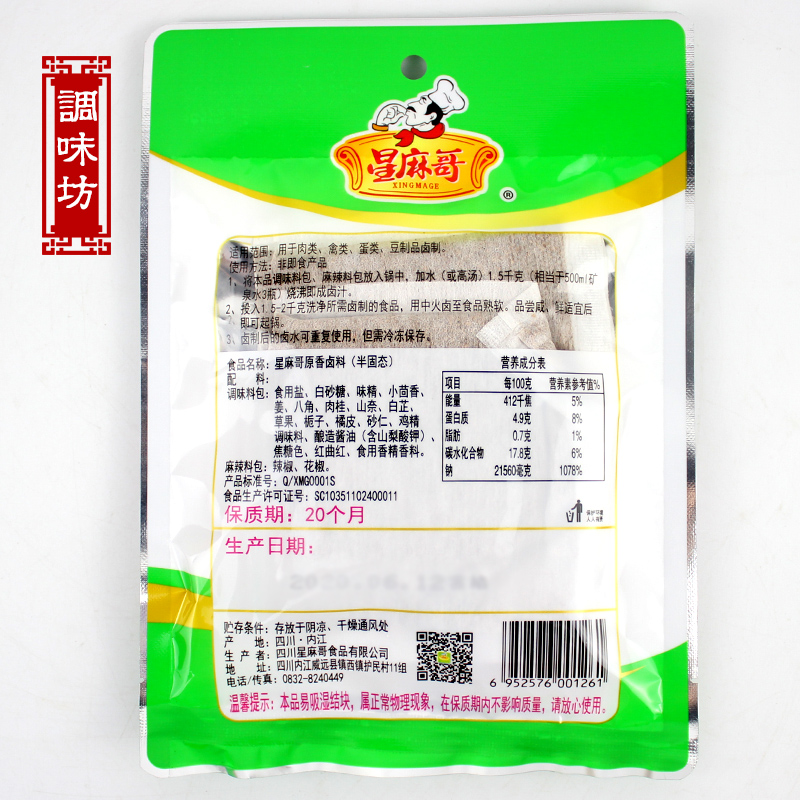 調味坊
星麻哥
XINGMAGE
®
适用范围：用于肉类、禽类、蛋类、豆制品卤制。
使用方法：非即食产品
1、将本品调味料包、麻辣料包放入锅中，加水（或高汤）1.5千克（相当于500ml矿
泉水3瓶）烧沸即成卤汁。
2、投入1.5-2千克洗净所需卤制的食品，用中火卤至食品熟软。品尝咸、鲜适宜后
即可起锅。
3、卤制后的卤水可重复使用，但需冷冻保存。
食品名称：星麻哥原香卤料（半固态）
配 料：
调味料包：食用盐、白砂糖、味精、小茴香、
姜、八角、肉桂、山奈、白芷、
草果、栀子、橘皮、砂仁、鸡精
调味料、酿造酱油（含山梨酸钾）、
焦糖色、红曲红、食用香精香料。
麻辣料包：辣椒、花椒。
产品标准号：Q/XMG0001S
食品生产许可证号：SC10351102400011
营养成分表
项目 每100克 营养素参考值%
能量 412千焦 5%
蛋白质 4.9克 8%
脂肪 0.7克 1%
碳水化合物 17.8克 6%
钠 21560毫克 1078%
保质期：20个月
保护环境
人人有责
生产日期：
贮存条件：存放于阴凉、干燥通风处
产 地：四川·内江
生 产 者：四川星麻哥食品有限公司
地 址：四川内江威远县镇西镇护民村11组
电话/传真：0832-8240449
6 952576 001261
温馨提示：本品易吸湿结块，属正常物理现象，在保质期内不影响质量，请放心使用。